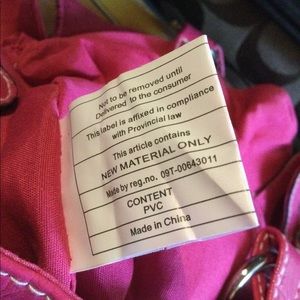 Not to be removed until
Delivered to the consumer
This label is affixed in compliance
with Provincial law
This article contains
NEW MATERIAL ONLY
Made by reg.no. 09T-00643011
CONTENT
PVC
Made in China